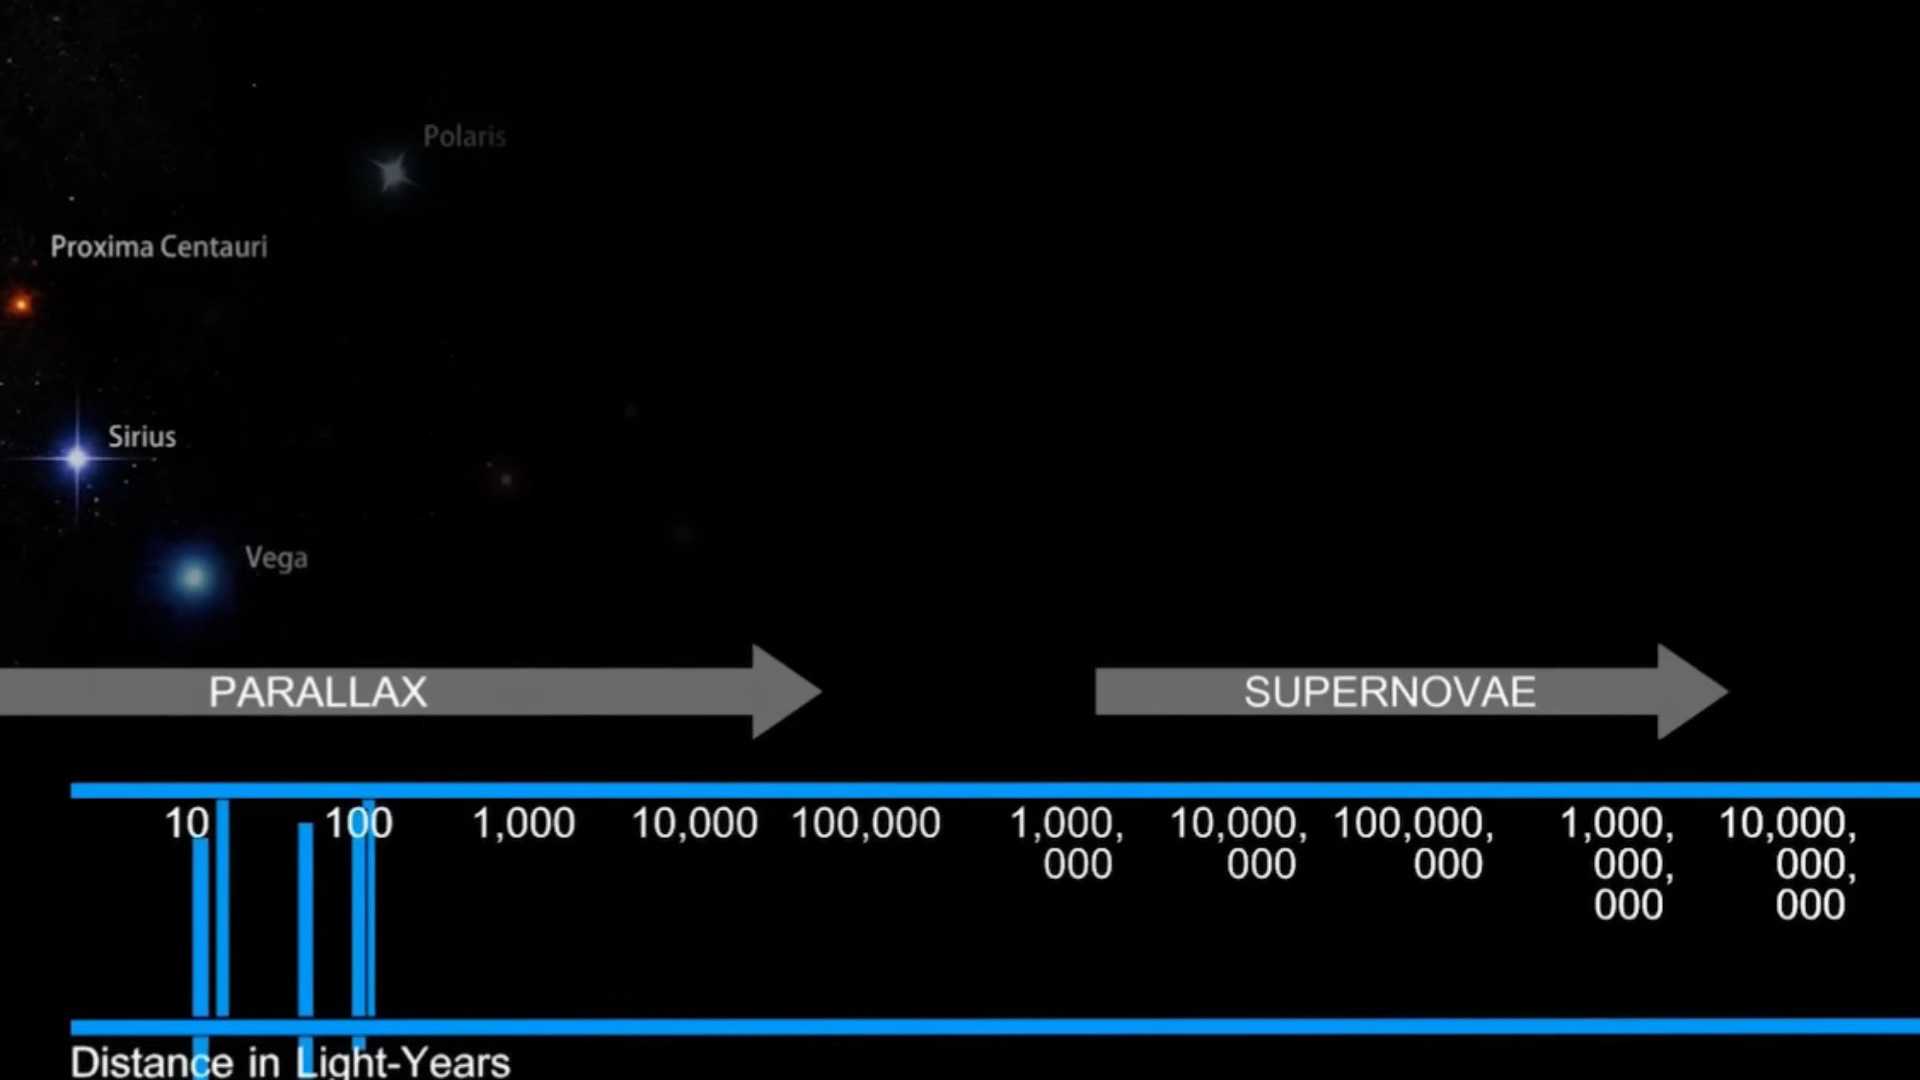 Polaris
Proxima Centauri
Sirius
Vega
PARALLAX
SUPERNOVAE
10 100 1,000 10,000 100,000 1,000, 10,000, 100,000, 1,000, 10,000,
000 000 000 000, 000,
000 000
Distance in Light-Years